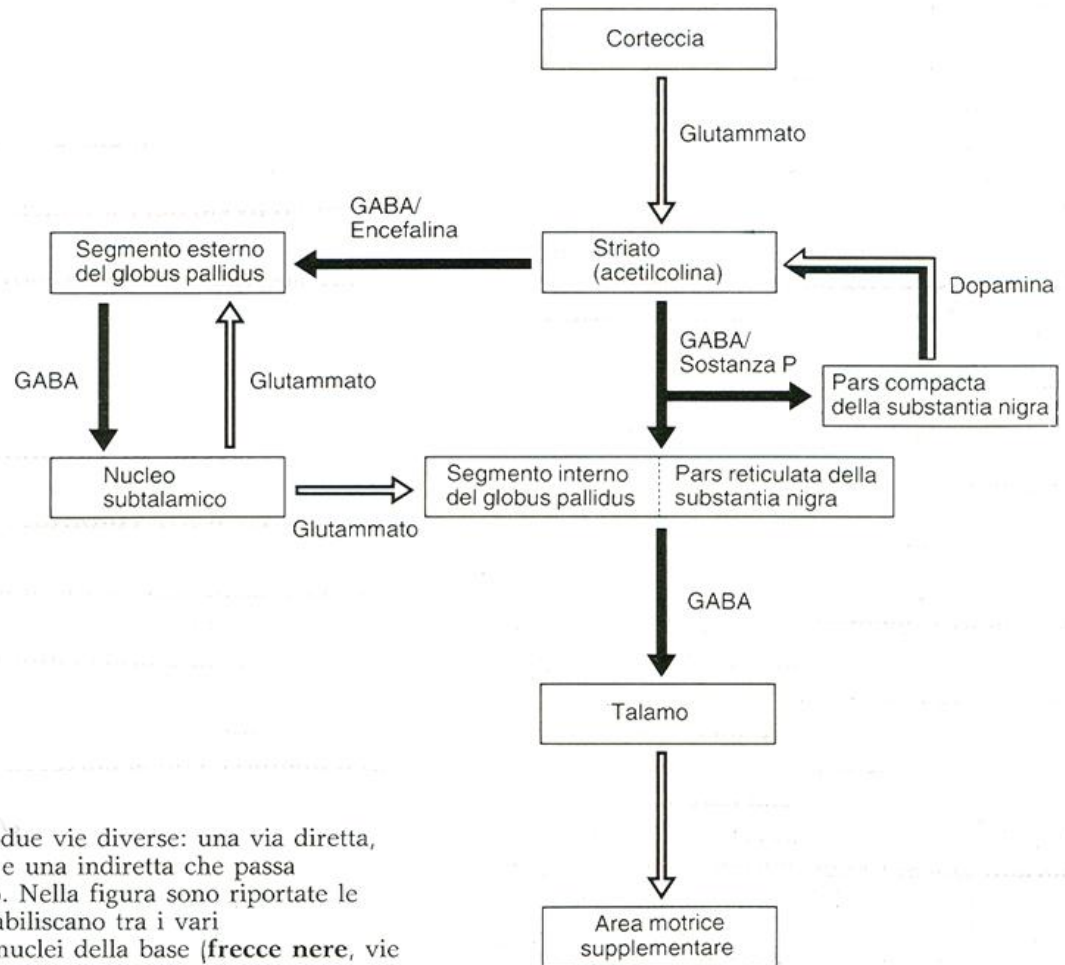 Corteccia
Glutammato
GABA/
Encefalina
Segmento esterno
del globus pallidus
Striato
(acetilcolina)
Dopamina
GABA
Glutammato
GABA/
Sostanza P
Pars compacta
della substantia nigra
Nucleo
subtalamico
Glutammato
Segmento interno
del globus pallidus
Pars reticulata della
substantia nigra
GABA
Talamo
Area motrice
supplementare
due vie diverse: una via diretta,
e una indiretta che passa
). Nella figura sono riportate le
abiliscano tra i vari
nuclei della base (frecce nere, vie